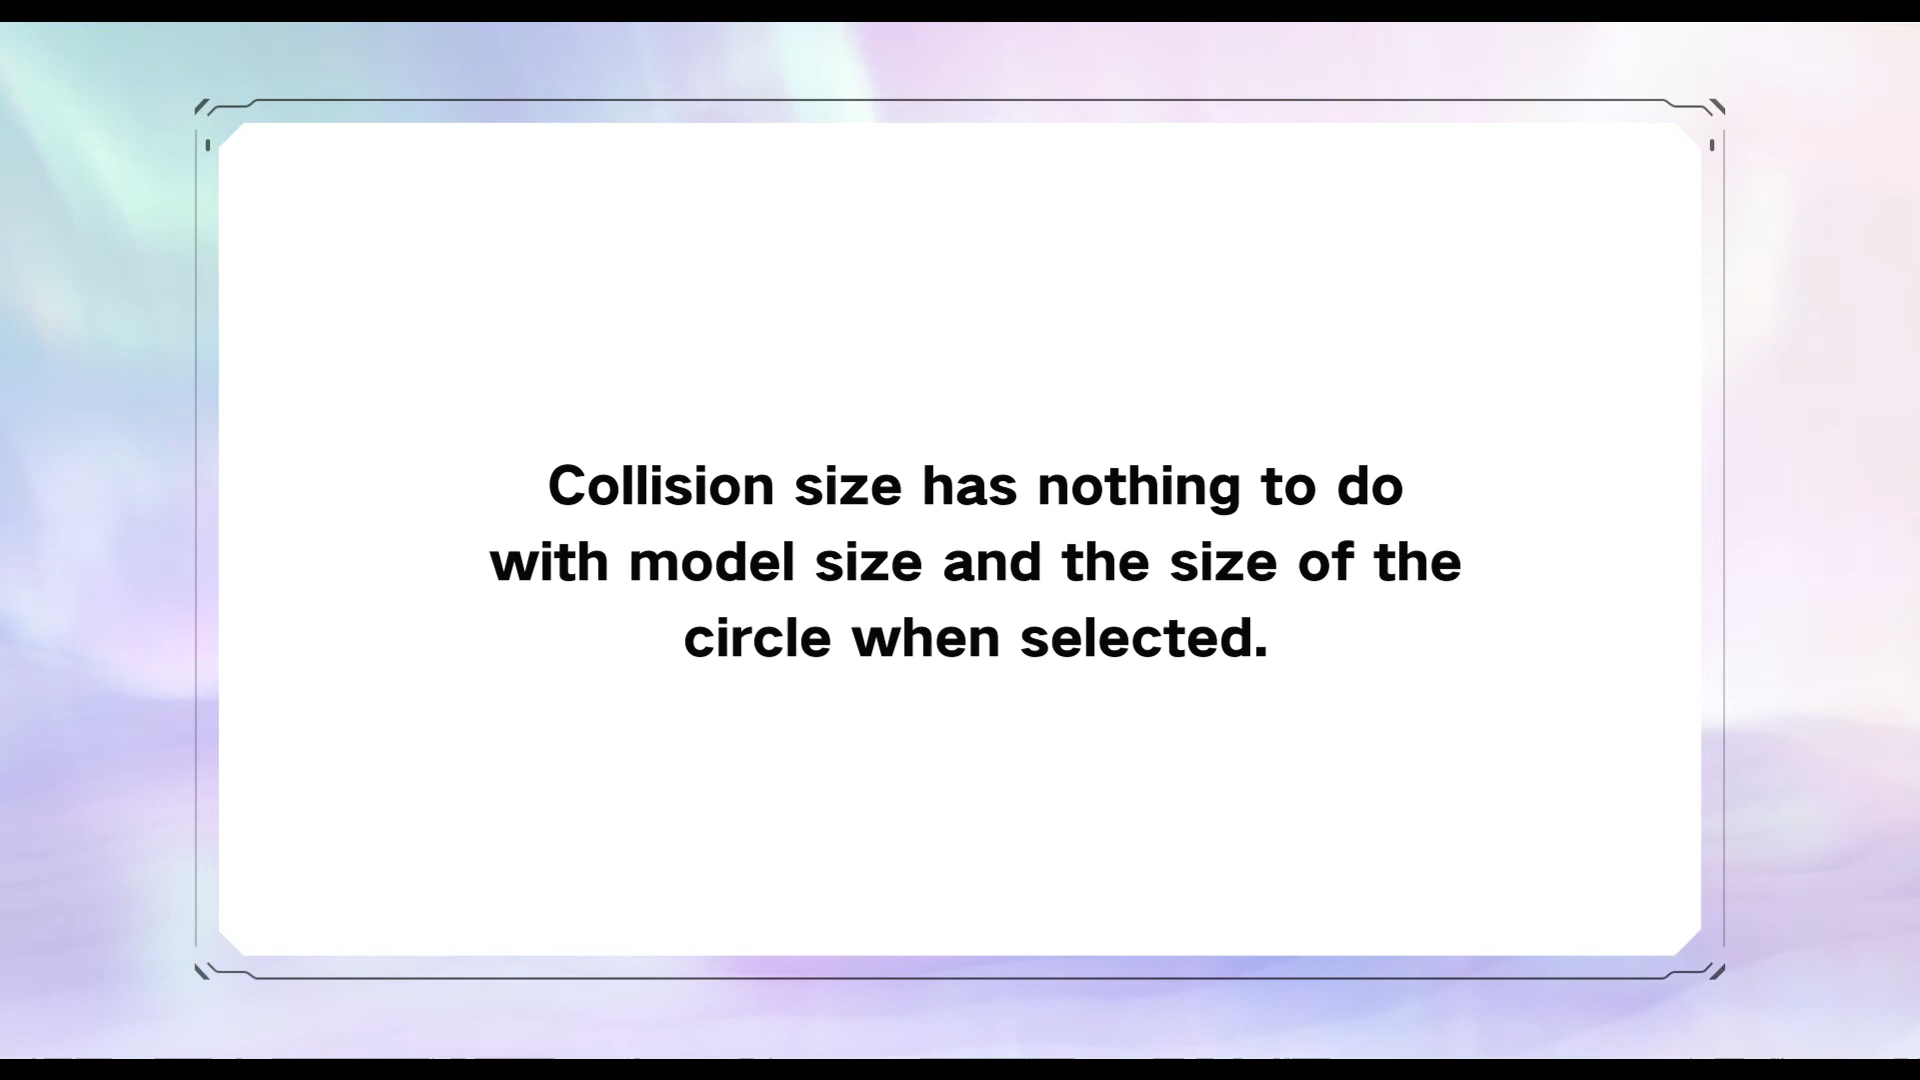 Collision size has nothing to do
with model size and the size of the
circle when selected.